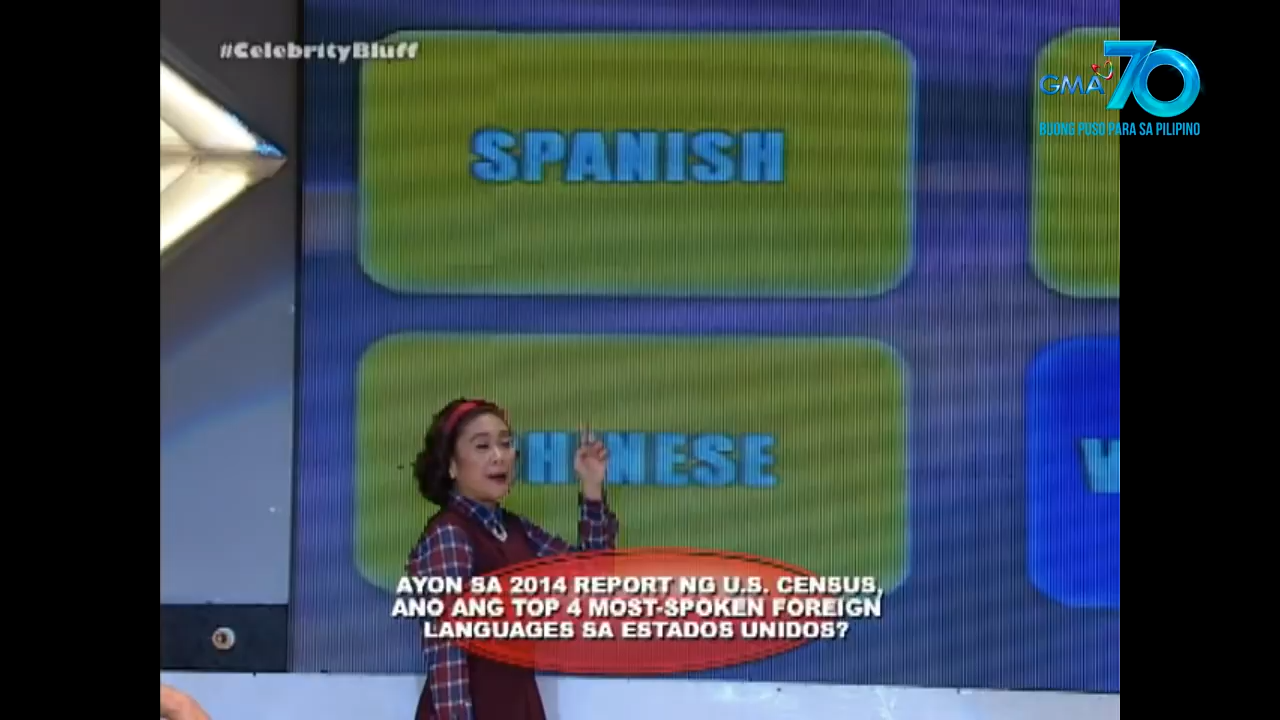 #CelebrityBluff
GMA 70
BUONG PUSO PARA SA PILIPINO
SPANISH
HINESE
AYON SA 2014 REPORT NG U.S. CENSUS,
ANO ANG TOP 4 MOST-SPOKEN FOREIGN
LANGUAGES SA ESTADOS UNIDOS?